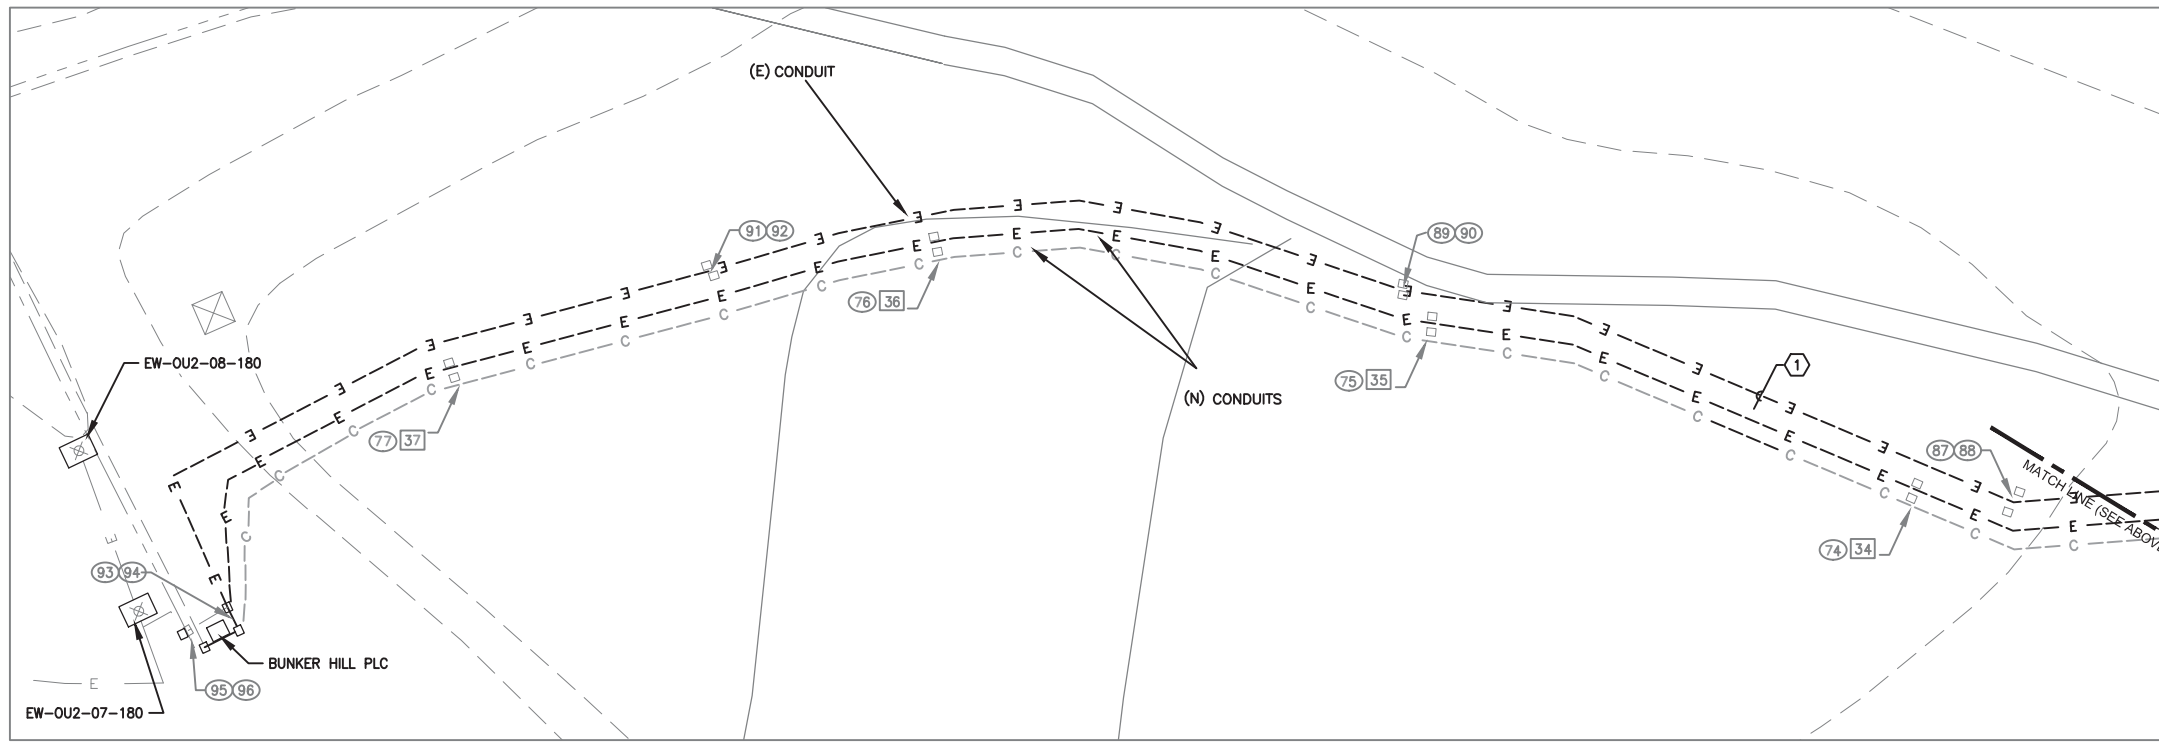 (E) CONDUIT
91 92
89 90
76 36
EW-OU2-08-180
1
75 35
(N) CONDUITS
77 37
87 88
MATCH LINE (SEE ABOVE
74 34
93 94
BUNKER HILL PLC
95 96
EW-OU2-07-180
E E E E E E E E E E E E E E E E E E E
E E E E E E E E E E E E E E E E E E E
C C C C C C C C C C C C C C C C C C
E
E